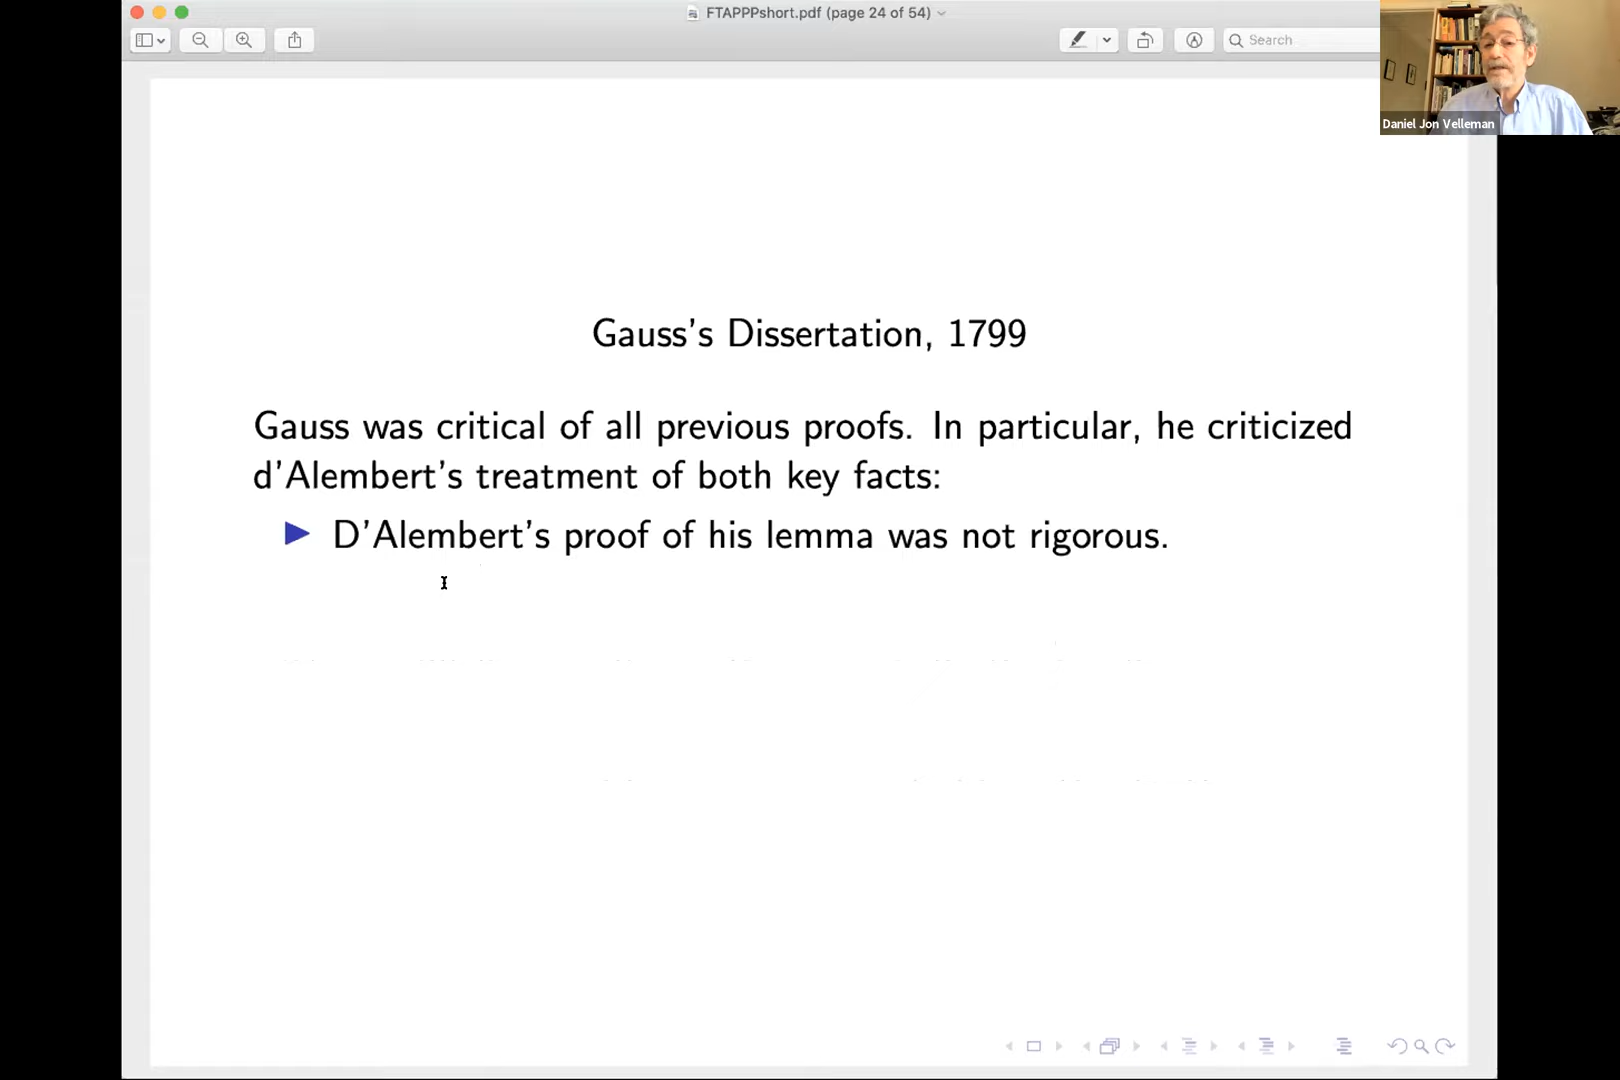 FTAPPPshort.pdf (page 24 of 54)
Search
Daniel Jon Velleman
Gauss's Dissertation, 1799
Gauss was critical of all previous proofs. In particular, he criticized
d'Alembert's treatment of both key facts:
D'Alembert's proof of his lemma was not rigorous.